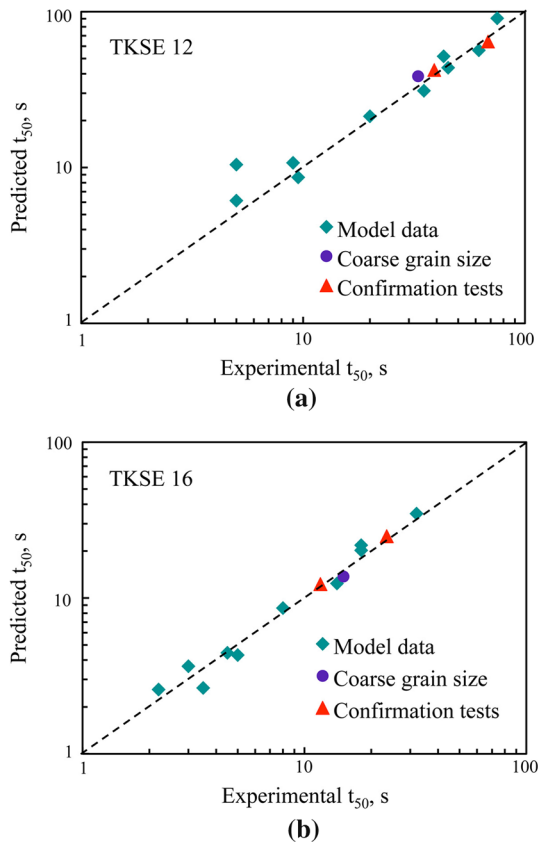 100
TKSE 12
Predicted t50, s
10
Model data
Coarse grain size
Confirmation tests
1
1 10 100
Experimental t50, s
(a)
100
TKSE 16
Predicted t50, s
10
Model data
Coarse grain size
Confirmation tests
1
1 10 100
Experimental t50, s
(b)